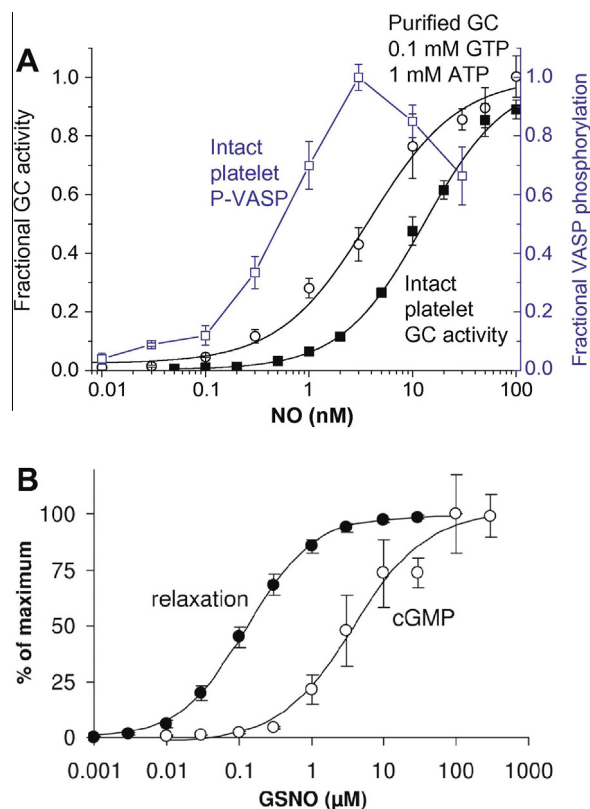 A
Purified GC
0.1 mM GTP
1 mM ATP
Intact
platelet
P-VASP
Intact
platelet
GC activity
Fractional GC activity
Fractional VASP phosphorylation
1.0
0.8
0.6
0.4
0.2
0.0
1.0
0.8
0.6
0.4
0.2
0.0
0.01 0.1 1 10 100
NO (nM)
B
% of maximum
100
75
50
25
0
relaxation
cGMP
0.001 0.01 0.1 1 10 100 1000
GSNO (µM)